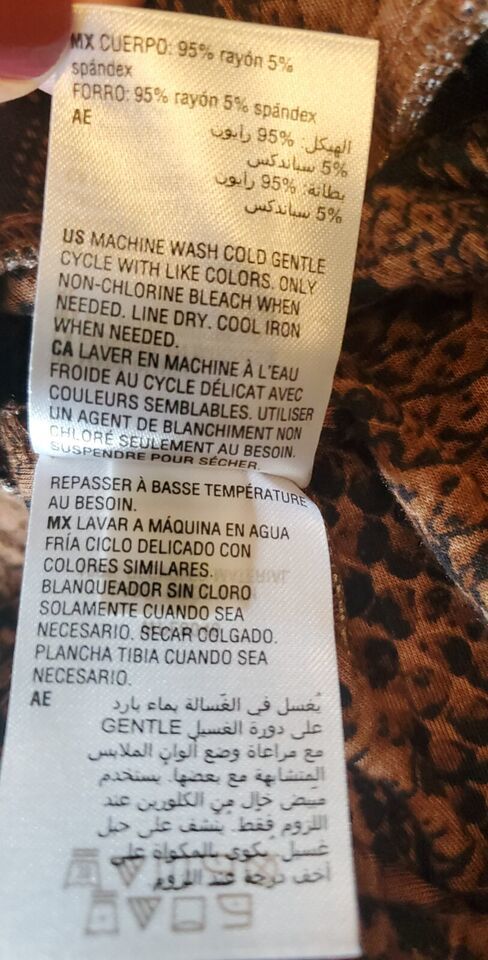 MX CUERPO: 95% rayón 5%
spándex
FORRO: 95% rayón 5% spándex
AE
الهيكل: 95% رايون
5% سباندكس
بطانة: 95% رايون
5% سباندكس
US MACHINE WASH COLD GENTLE
CYCLE WITH LIKE COLORS. ONLY
NON-CHLORINE BLEACH WHEN
NEEDED. LINE DRY. COOL IRON
WHEN NEEDED.
CA LAVER EN MACHINE À L'EAU
FROIDE AU CYCLE DÉLICAT AVEC
COULEURS SEMBLABLES. UTILISER
UN AGENT DE BLANCHIMENT NON
CHLORÉ SEULEMENT AU BESOIN.
SUSPENDRE POUR SÉCHER.
REPASSER À BASSE TEMPÉRATURE
AU BESOIN.
MX LAVAR A MÁQUINA EN AGUA
FRÍA CICLO DELICADO CON
COLORES SIMILARES.
BLANQUEADOR SIN CLORO
SOLAMENTE CUANDO SEA
NECESARIO. SECAR COLGADO.
PLANCHA TIBIA CUANDO SEA
NECESARIO.
AE
يُغسل في الغسالة بماء بارد
على دورة الغسيل GENTLE
مع مراعاة وضع ألوان الملابس
المتشابهة مع بعضها. يستخدم
مبيض خالٍ من الكلورين عند
اللزوم فقط. ينشف على حبل
غسيل. يكوى بالمكواة على
أخف درجة عند اللزوم